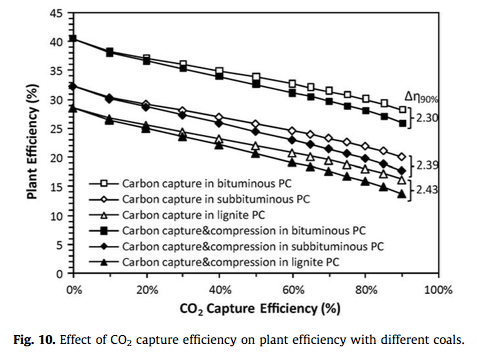 45
40
35
30
25
20
15
10
5
0
Plant Efficiency (%)
Δη90%
2.30
2.39
2.43
Carbon capture in bituminous PC
Carbon capture in subbituminous PC
Carbon capture in lignite PC
Carbon capture&compression in bituminous PC
Carbon capture&compression in subbituminous PC
Carbon capture&compression in lignite PC
0% 20% 40% 60% 80% 100%
CO₂ Capture Efficiency (%)
Fig. 10. Effect of CO₂ capture efficiency on plant efficiency with different coals.